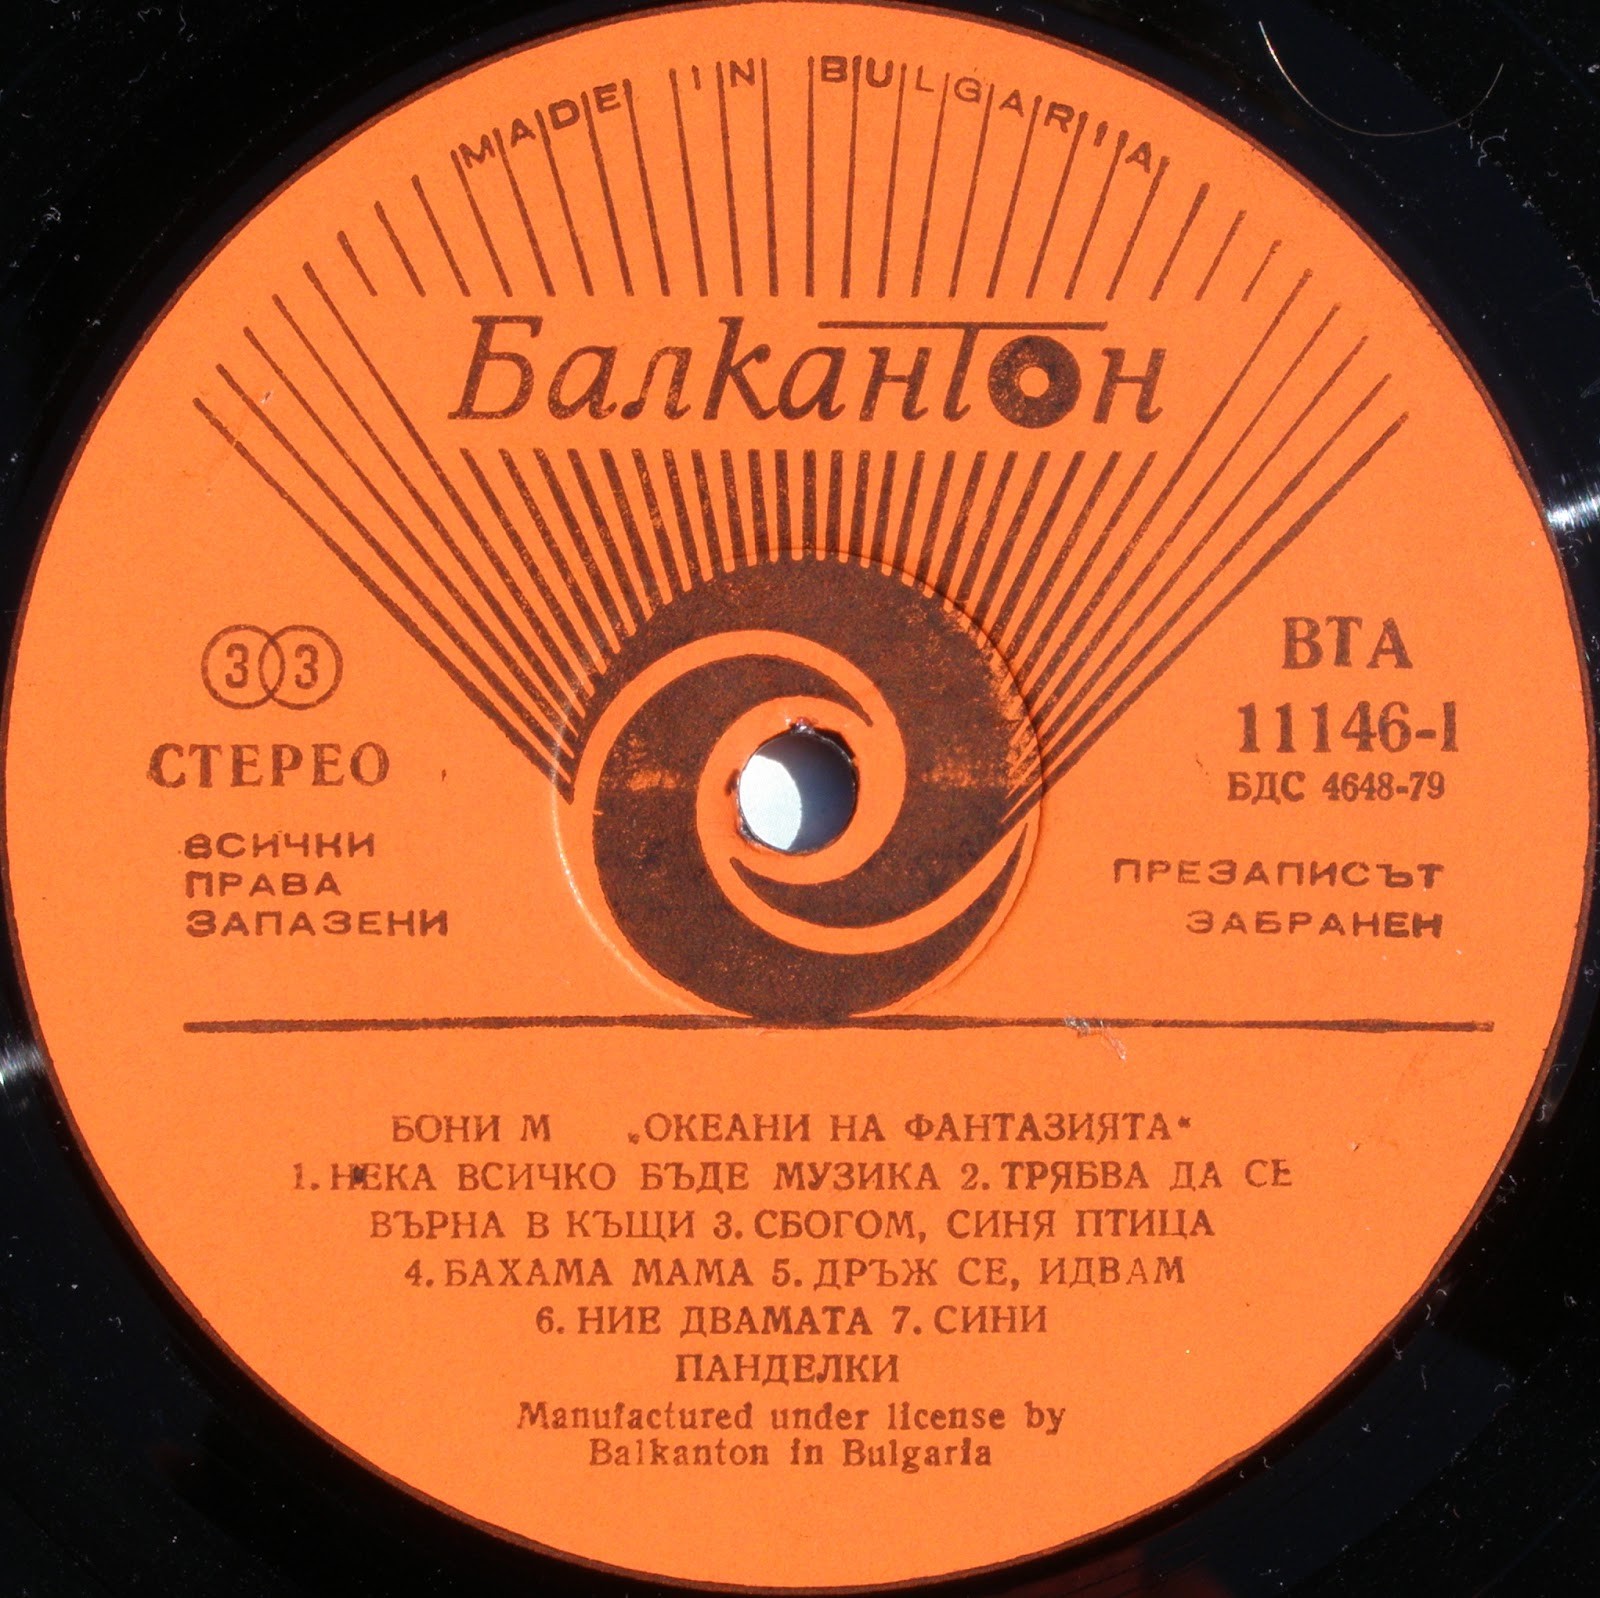 MADE IN BULGARIA
Балкантон
33
СТЕРЕО
ВСИЧКИ
ПРАВА
ЗАПАЗЕНИ
ВТА
11146-1
БДС 4648-79
ПРЕЗАПИСЪТ
ЗАБРАНЕН
БОНИ М „ОКЕАНИ НА ФАНТАЗИЯТА“
1. НЕКА ВСИЧКО БЪДЕ МУЗИКА 2. ТРЯБВА ДА СЕ
ВЪРНА В КЪЩИ 3. СБОГОМ, СИНЯ ПТИЦА
4. БАХАМА МАМА 5. ДРЪЖ СЕ, ИДВАМ
6. НИЕ ДВАМАТА 7. СИНИ
ПАНДЕЛКИ
Manufactured under license by
Balkanton in Bulgaria